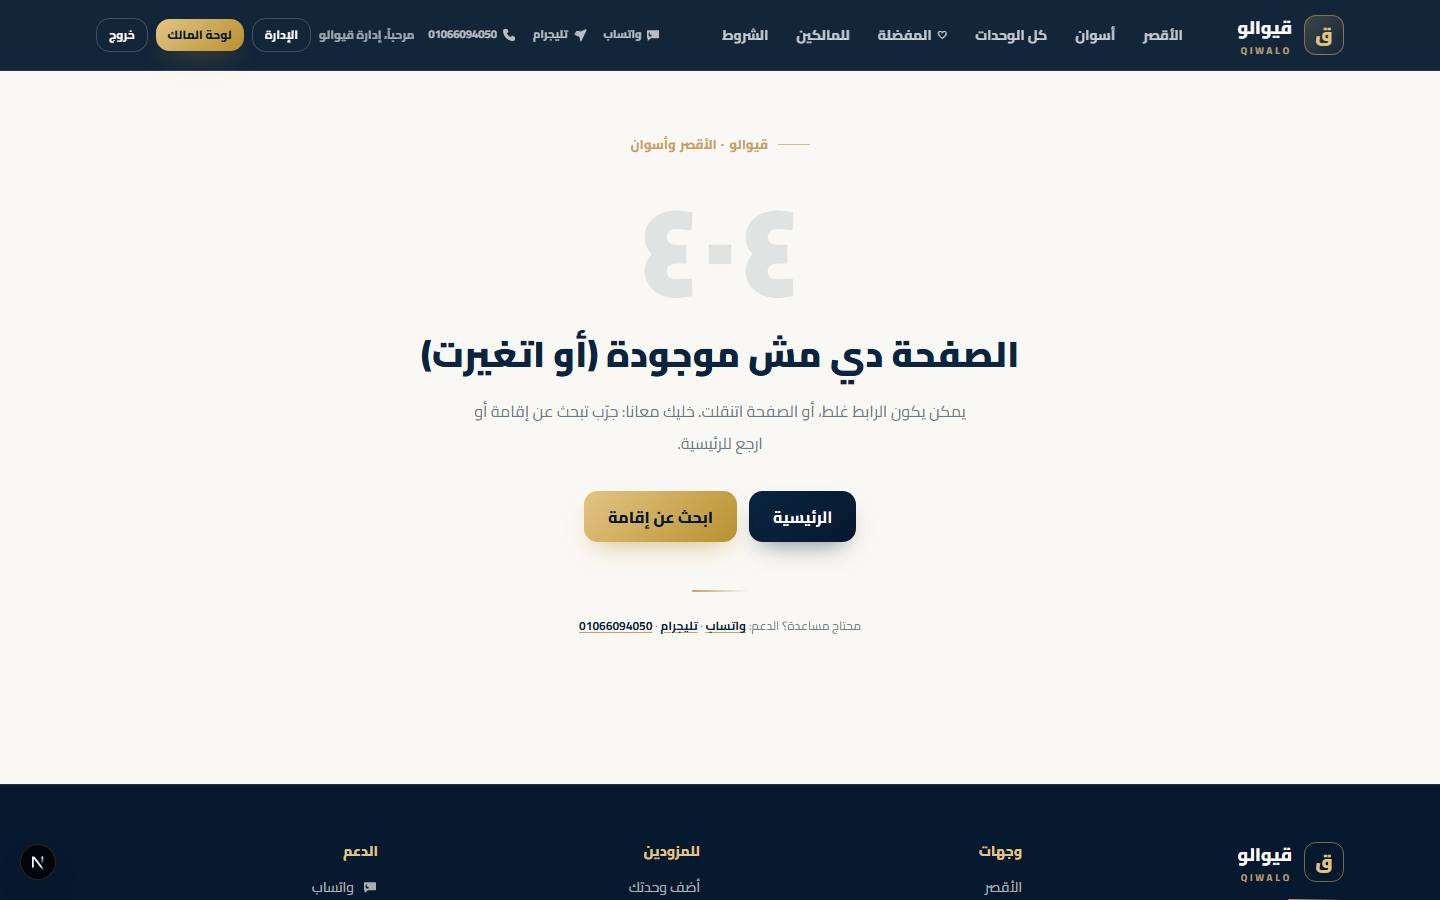 ق
قيوالو
QIWALO
الأقصر
أسوان
كل الوحدات
المفضلة
للمالكين
الشروط
واتساب
تليجرام
01066094050
مرحباً، إدارة قيوالو
الإدارة
لوحة المالك
خروج
قيوالو · الأقصر وأسوان
٤٠٤
الصفحة دي مش موجودة (أو اتغيرت)
يمكن يكون الرابط غلط، أو الصفحة اتنقلت. خليك معانا: جرّب تبحث عن إقامة أو
ارجع للرئيسية.
الرئيسية
ابحث عن إقامة
محتاج مساعدة؟ الدعم: واتساب · تليجرام · 01066094050
ق
قيوالو
QIWALO
وجهات
للمزودين
الدعم
الأقصر
أضف وحدتك
واتساب
N